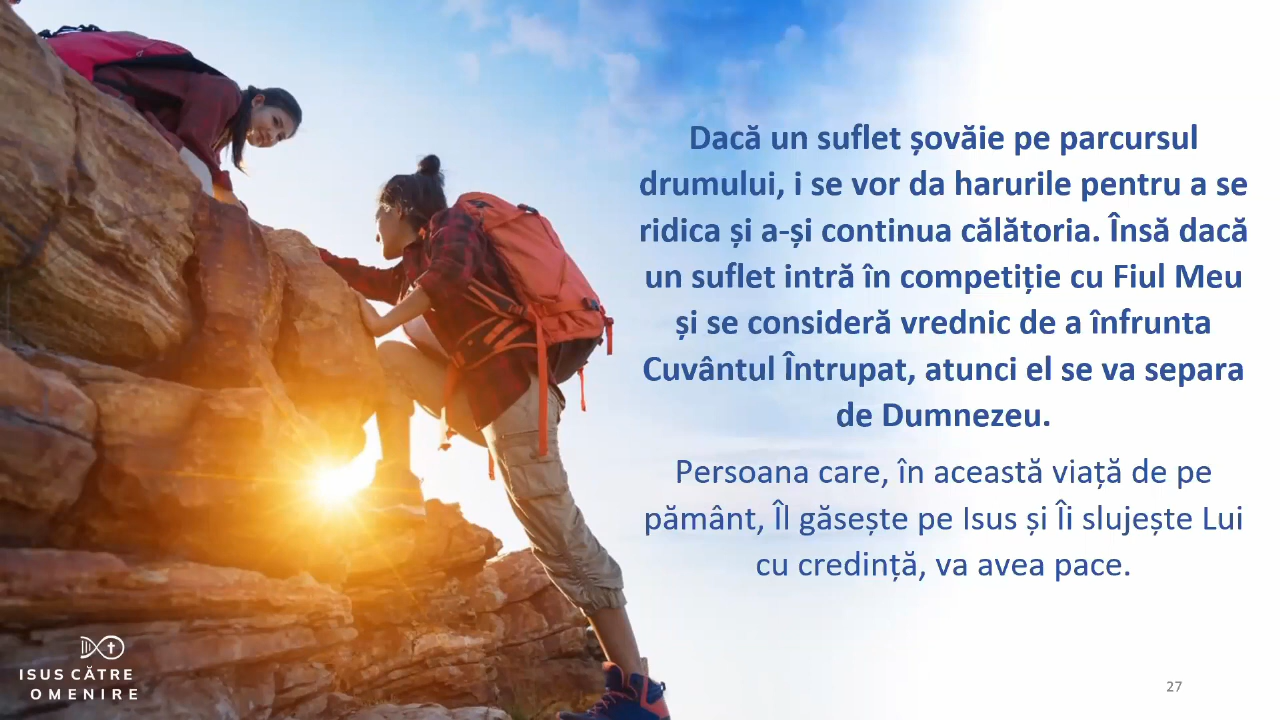 Dacă un suflet șovăie pe parcursul
drumului, i se vor da harurile pentru a se
ridica și a-și continua călătoria. Însă dacă
un suflet intră în competiție cu Fiul Meu
și se consideră vrednic de a înfrunta
Cuvântul Întrupat, atunci el se va separa
de Dumnezeu.
Persoana care, în această viață de pe
pământ, Îl găsește pe Isus și Îi slujește Lui
cu credință, va avea pace.
ISUS CĂTRE
OMENIRE
27